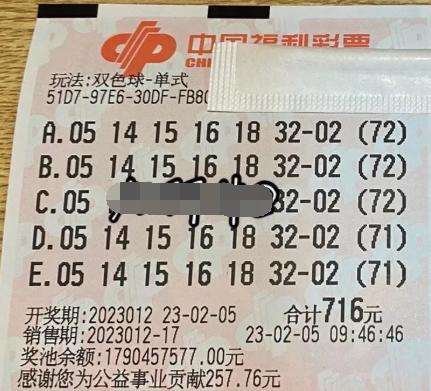 中国福利彩票
玩法:双色球-单式
51D7-97E6-30DF-FB8
A.05 14 15 16 18 32-02 (72)
B.05 14 15 16 18 32-02 (72)
C.05 32-02 (72)
D.05 14 15 16 18 32-02 (71)
E.05 14 15 16 18 32-02 (71)
开奖期:2023012 23-02-05 合计716元
销售期:2023012-17 23-02-05 09:46:46
奖池余额:1790457577.00元
感谢您为公益事业贡献257.76元